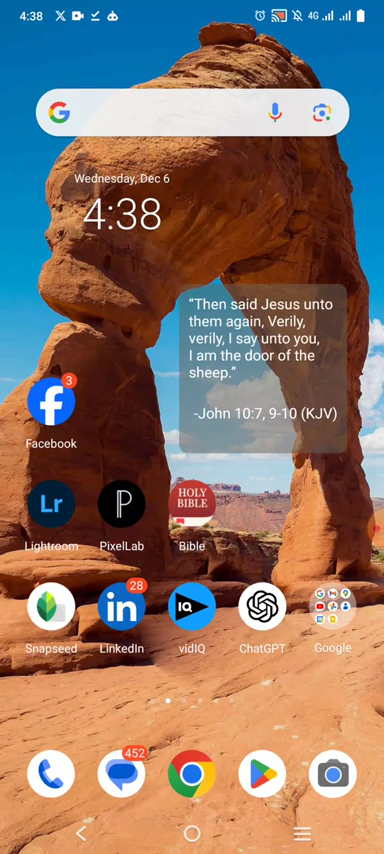 4:38
4G
Wednesday, Dec 6
4:38
“Then said Jesus unto
them again, Verily,
verily, I say unto you,
I am the door of the
sheep.”
-John 10:7, 9-10 (KJV)
3
Facebook
Lr
HOLY
BIBLE
Lightroom PixelLab Bible
28
in
IQ
Snapseed LinkedIn vidIQ ChatGPT Google
452